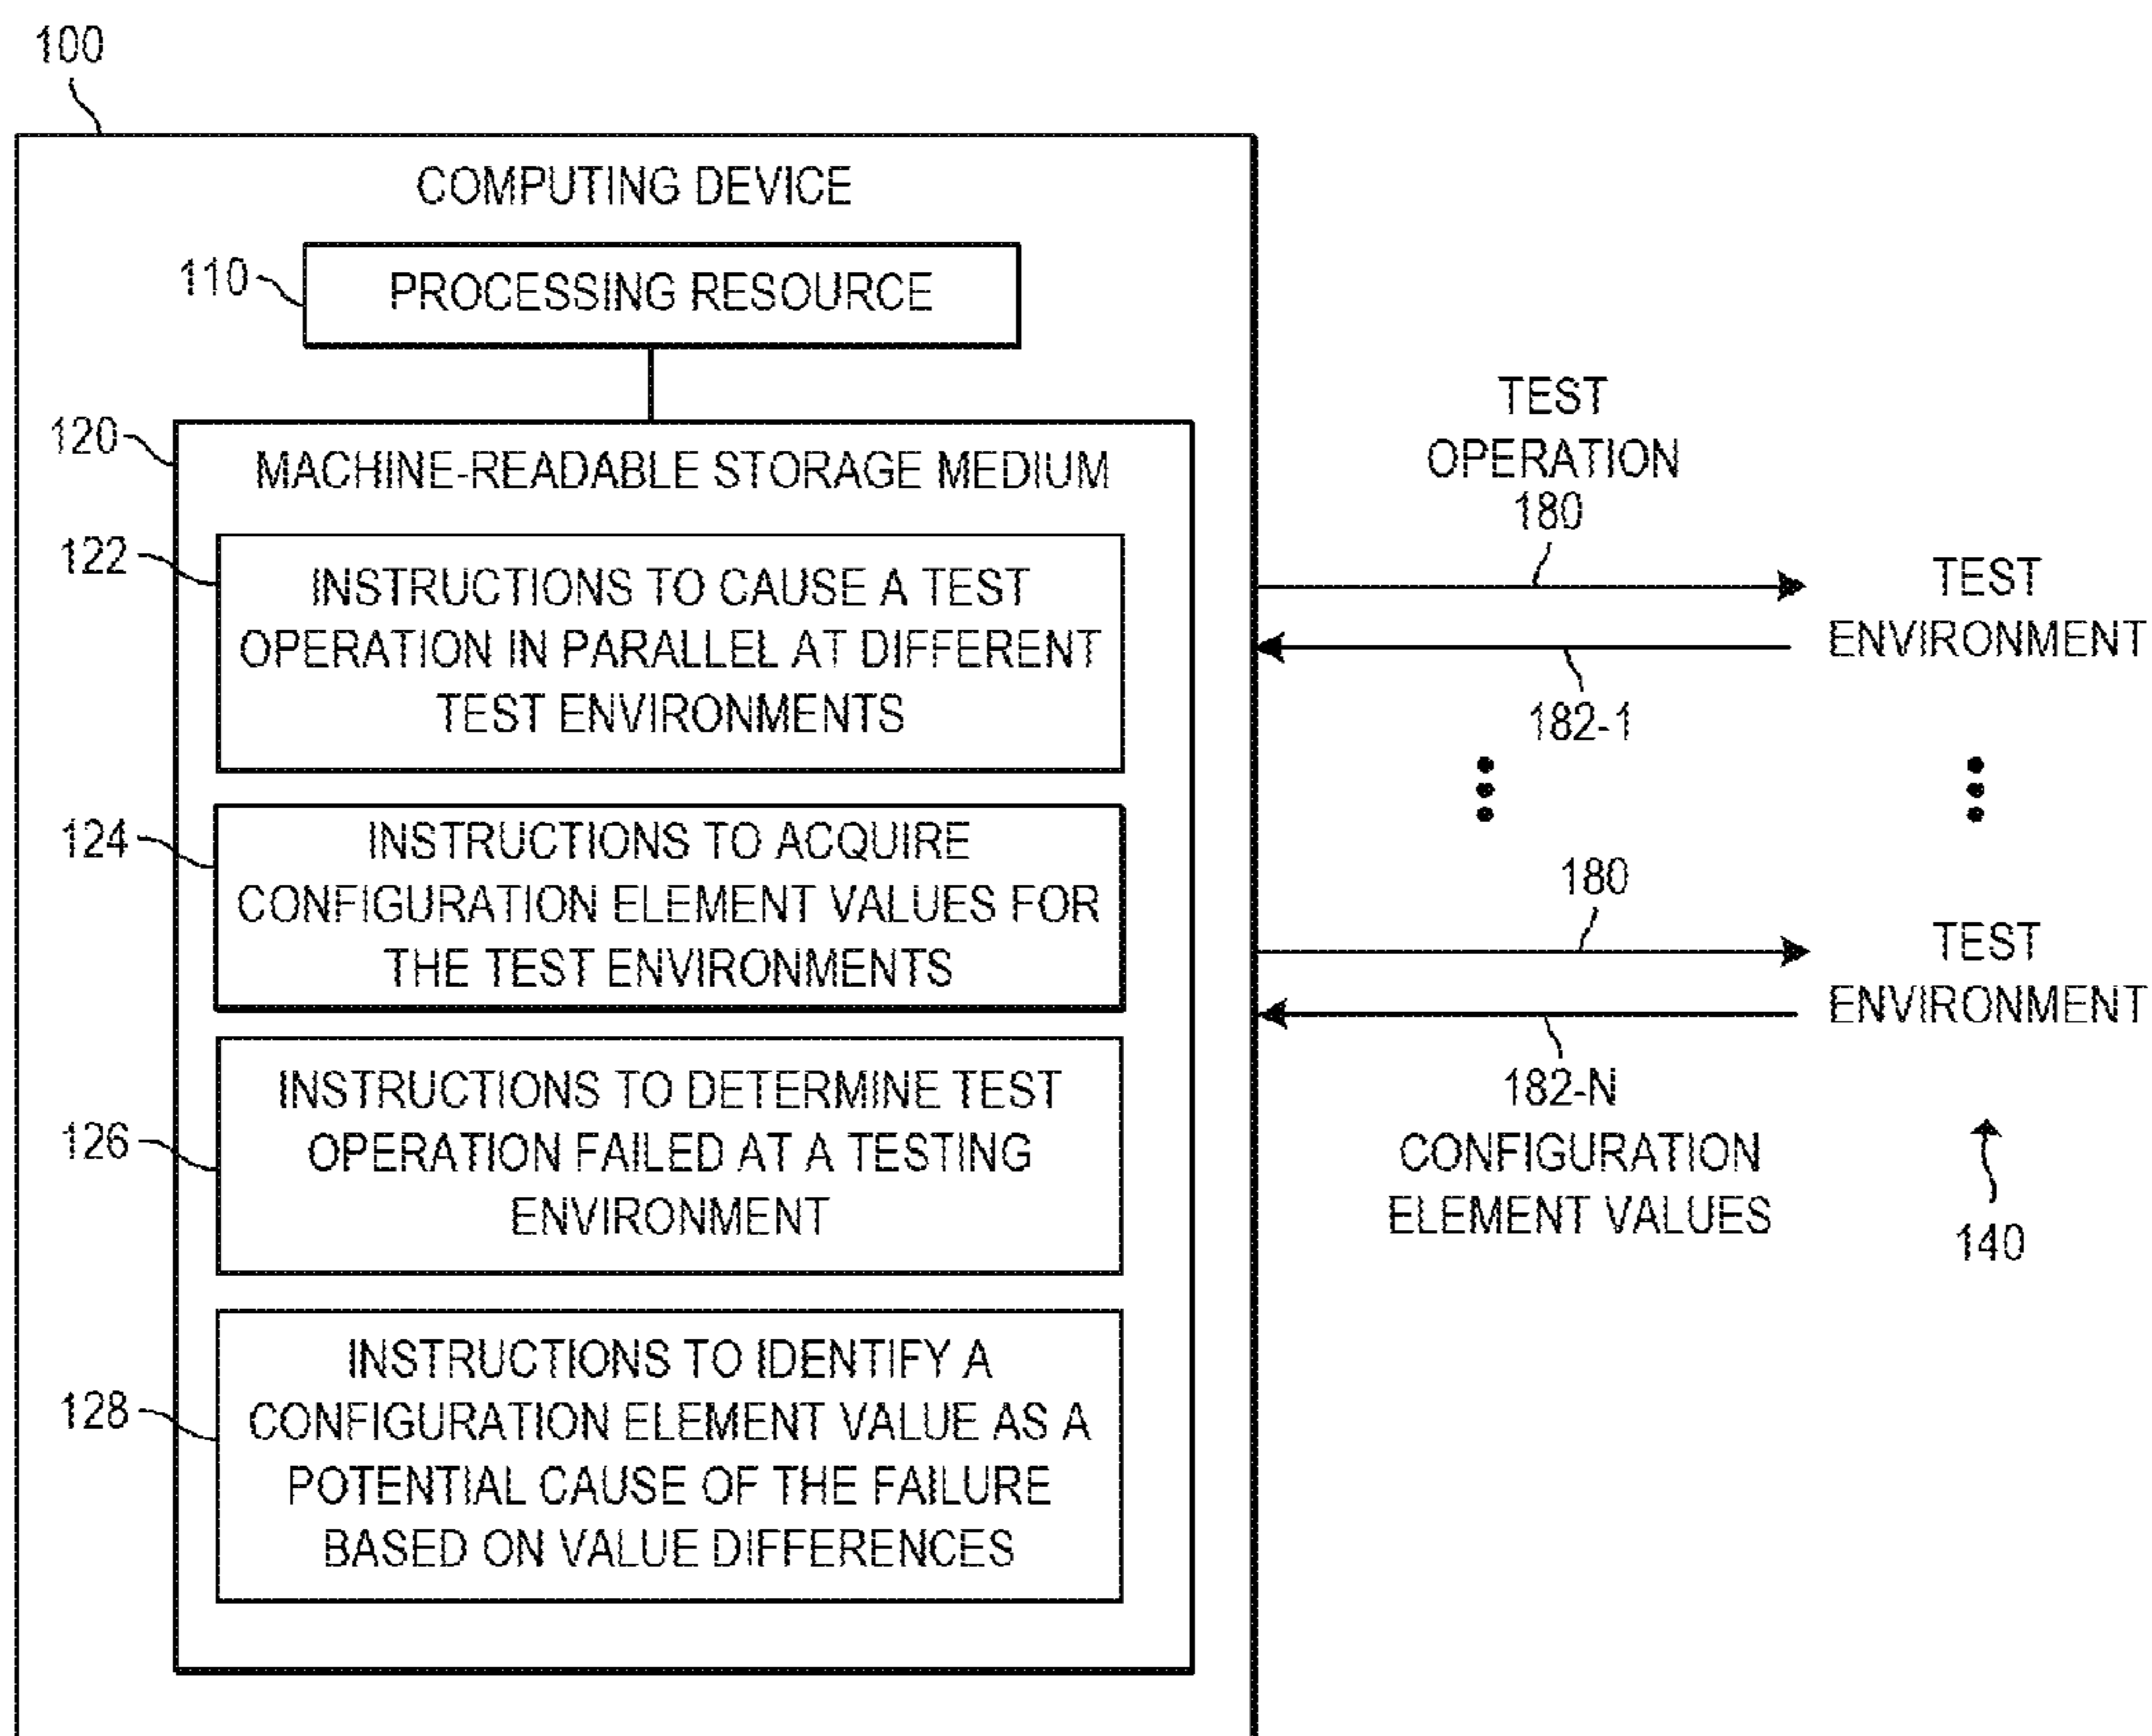 100
COMPUTING DEVICE
110
PROCESSING RESOURCE
120
MACHINE-READABLE STORAGE MEDIUM
122
INSTRUCTIONS TO CAUSE A TEST
OPERATION IN PARALLEL AT DIFFERENT
TEST ENVIRONMENTS
124
INSTRUCTIONS TO ACQUIRE
CONFIGURATION ELEMENT VALUES FOR
THE TEST ENVIRONMENTS
126
INSTRUCTIONS TO DETERMINE TEST
OPERATION FAILED AT A TESTING
ENVIRONMENT
128
INSTRUCTIONS TO IDENTIFY A
CONFIGURATION ELEMENT VALUE AS A
POTENTIAL CAUSE OF THE FAILURE
BASED ON VALUE DIFFERENCES
TEST
OPERATION
180
182-1
TEST
ENVIRONMENT
180
182-N
CONFIGURATION
ELEMENT VALUES
TEST
ENVIRONMENT
140